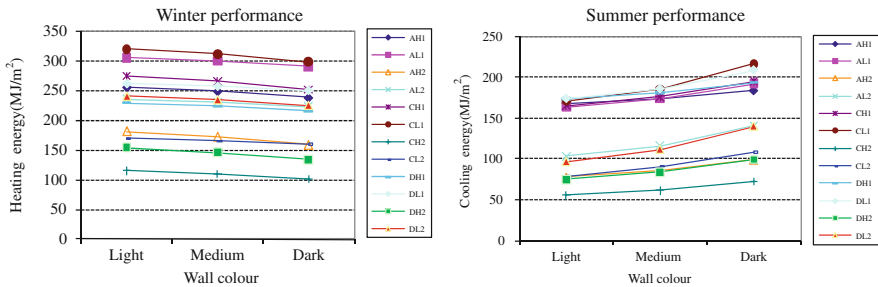 Winter performance
Heating energy(MJ/m²)
350
300
250
200
150
100
50
0
Light
Medium
Dark
Wall colour
AH1
AL1
AH2
AL2
CH1
CL1
CH2
CL2
DH1
DL1
DH2
DL2
Summer performance
Cooling energy(MJ/m²)
250
200
150
100
50
0
Light
Medium
Dark
Wall colour
AH1
AL1
AH2
AL2
CH1
CL1
CH2
CL2
DH1
DL1
DH2
DL2